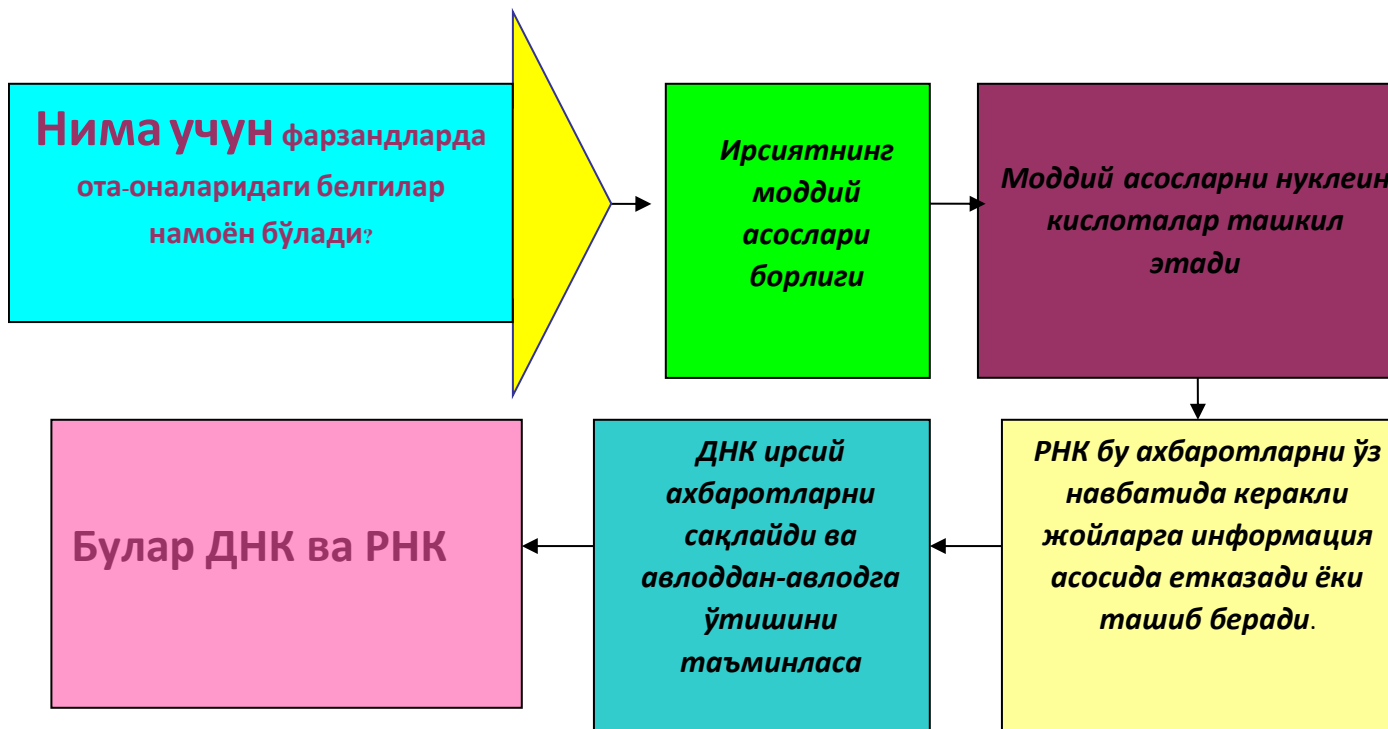 Нима учун фарзандларда
ота-оналаридаги белгилар
намоён бўлади?
Ирсиятнинг
моддий
асослари
борлиги
Моддий асосларни нуклеин
кислоталар ташкил
этади
РНК бу ахбаротларни ўз
навбатида керакли
жойларга информация
асосида етказади ёки
ташиб беради.
ДНК ирсий
ахбаротларни
сақлайди ва
авлоддан-авлодга
ўтишини
таъминласа
Булар ДНК ва РНК